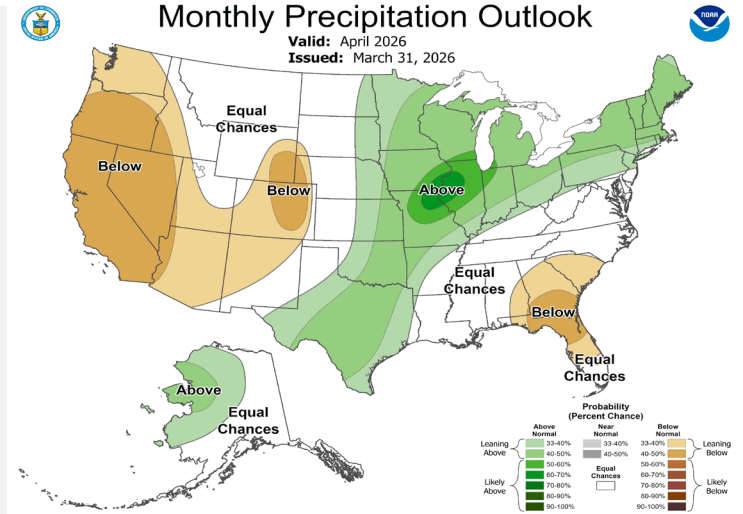 Monthly Precipitation Outlook
Valid: April 2026
Issued: March 31, 2026
NOAA
Equal
Chances
Below
Below
Above
Equal
Chances
Below
Equal
Chances
Above
Equal
Chances
Probability
(Percent Chance)
Above
Normal
Near
Normal
Below
Normal
Leaning
Above
33-40%
40-50%
Likely
Above
50-60%
60-70%
70-80%
80-90%
90-100%
33-40%
40-50%
Equal
Chances
33-40%
40-50%
Leaning
Below
50-60%
60-70%
70-80%
80-90%
90-100%
Likely
Below